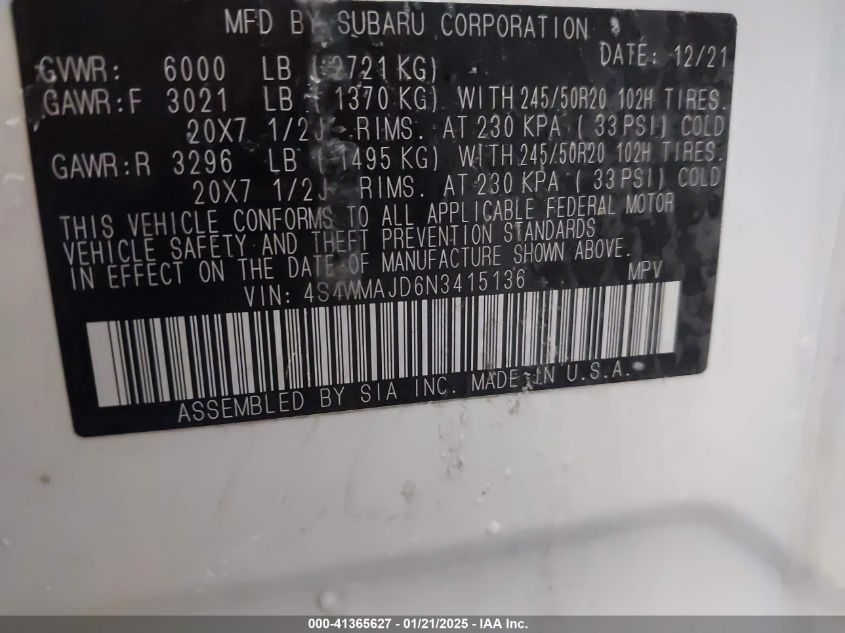 MFD BY SUBARU CORPORATION
DATE: 12/21
GVWR: 6000 LB ( 2721 KG)
GAWR:F 3021 LB ( 1370 KG) WITH 245/50R20 102H TIRES.
20X7 1/2J RIMS. AT 230 KPA ( 33 PSI) COLD
GAWR:R 3296 LB ( 1495 KG) WITH 245/50R20 102H TIRES.
20X7 1/2J RIMS. AT 230 KPA ( 33 PSI) COLD
THIS VEHICLE CONFORMS TO ALL APPLICABLE FEDERAL MOTOR
VEHICLE SAFETY AND THEFT PREVENTION STANDARDS
IN EFFECT ON THE DATE OF MANUFACTURE SHOWN ABOVE.
VIN: 4S4WMAJD6N3415136 MPV
ASSEMBLED BY SIA INC. MADE IN U.S.A.
000-41365627 - 01/21/2025 - IAAI Holdings, LLC.